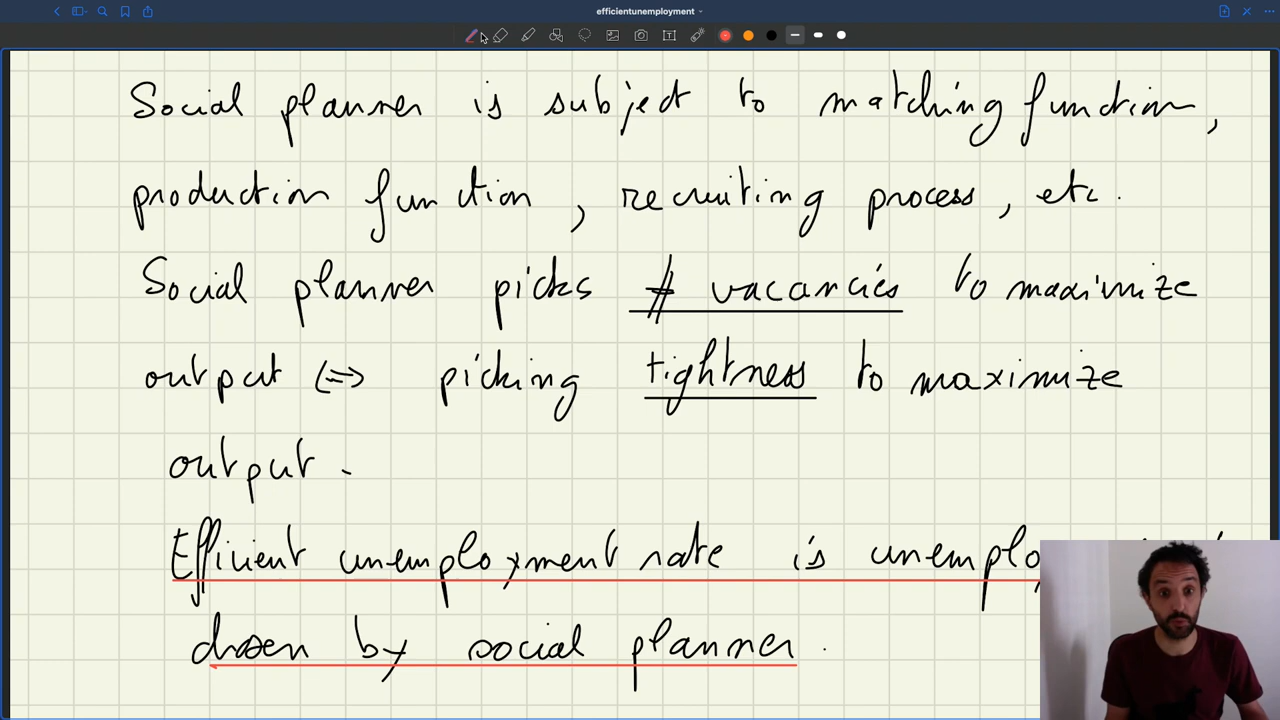 efficientunemployment
Social planner is subject to matching function,
production function, recruiting process, etc.
Social planner picks # vacancies to maximize
output <=> picking tightness to maximize
output.
Efficient unemployment rate is
chosen by social planner.